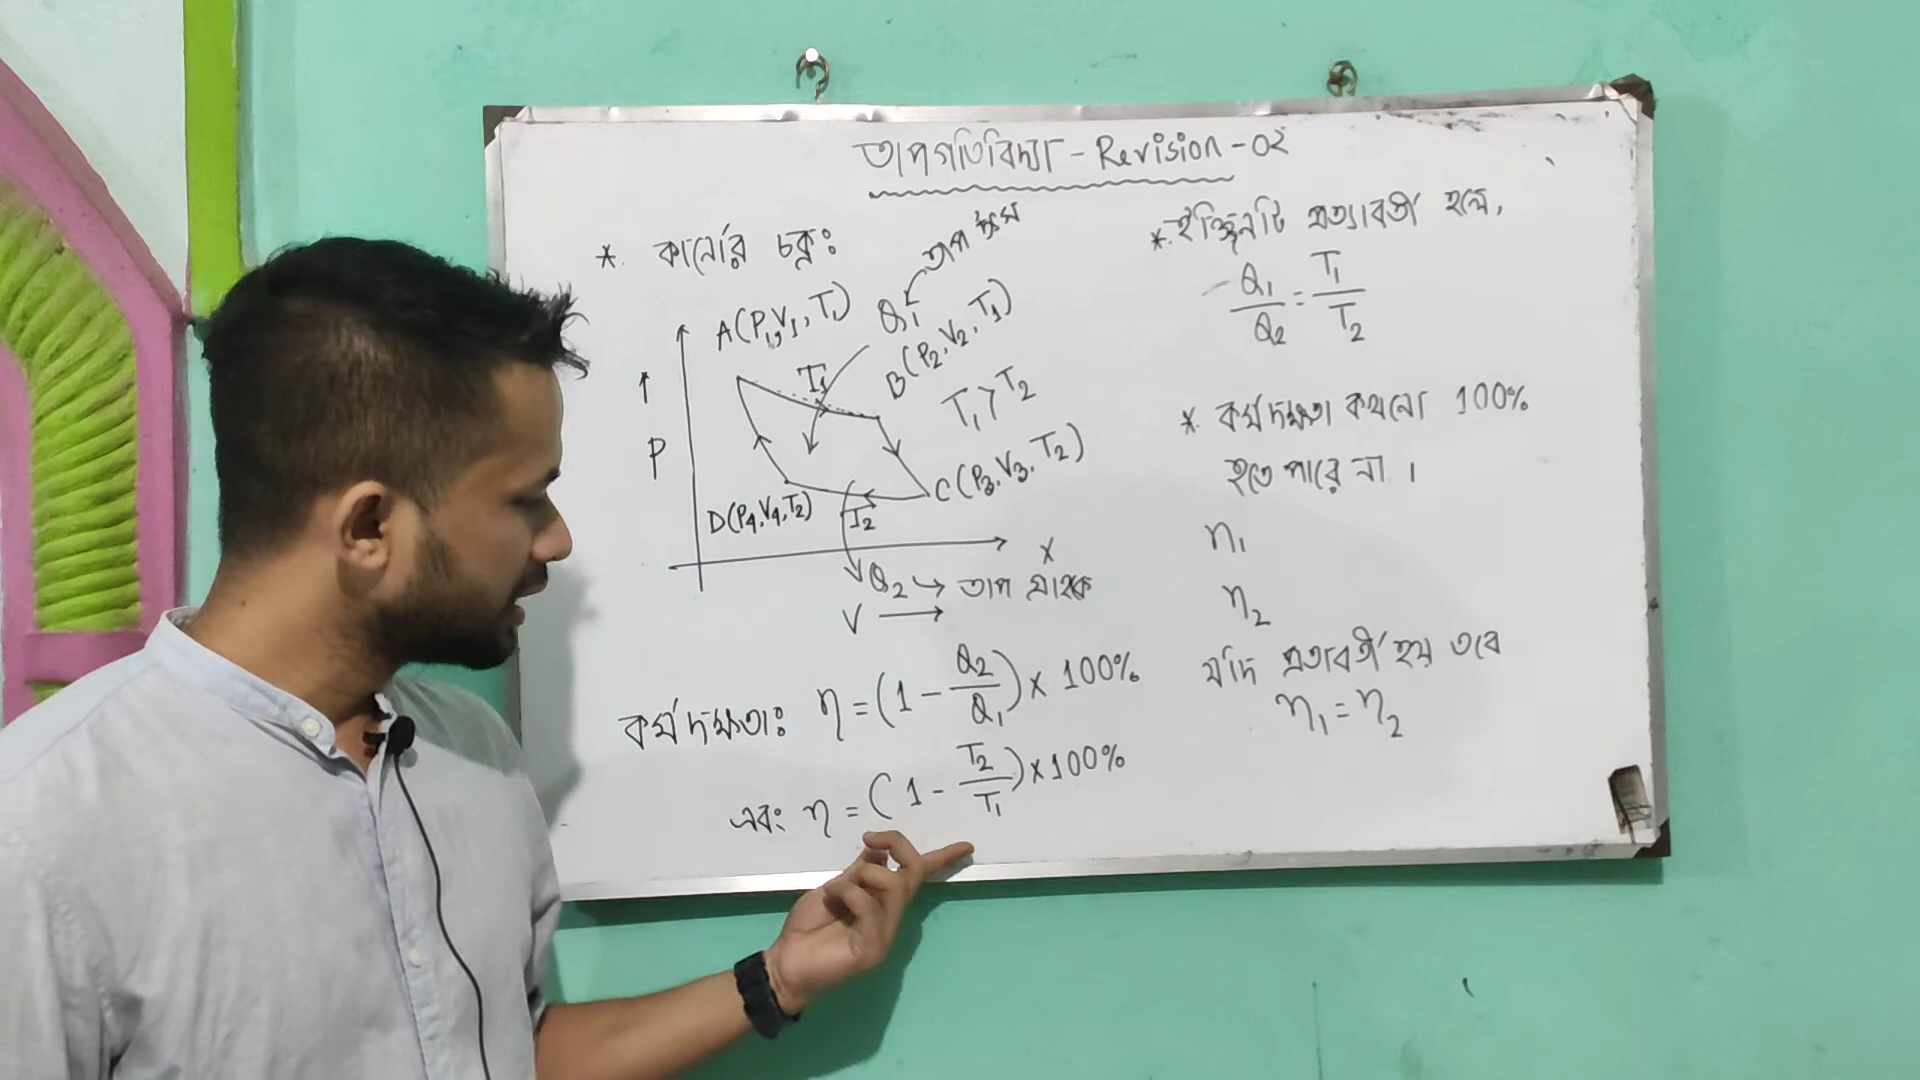 তাপগতিবিদ্যা - Revision - 02
*. কার্নোর চক্রঃ
তাপ উৎস
A(P₁, V₁, T₁)
Q₁
B(P₂, V₂, T₁)
T₁
T₁ > T₂
P
C(P₃, V₃, T₂)
D(P₄, V₄, T₂)
T₂
X
Q₂ → তাপ গ্রাহক
V →
কর্মদক্ষতাঃ η = (1 - Q₂/Q₁) × 100%
এবং η = (1 - T₂/T₁) × 100%
*. ইঞ্জিনটি প্রত্যাবর্তী হলে,
Q₁/Q₂ = T₁/T₂
*. কর্মদক্ষতা কখনো 100%
হতে পারে না ।
η₁
η₂
যদি প্রত্যাবর্তী হয় তবে
η₁ = η₂